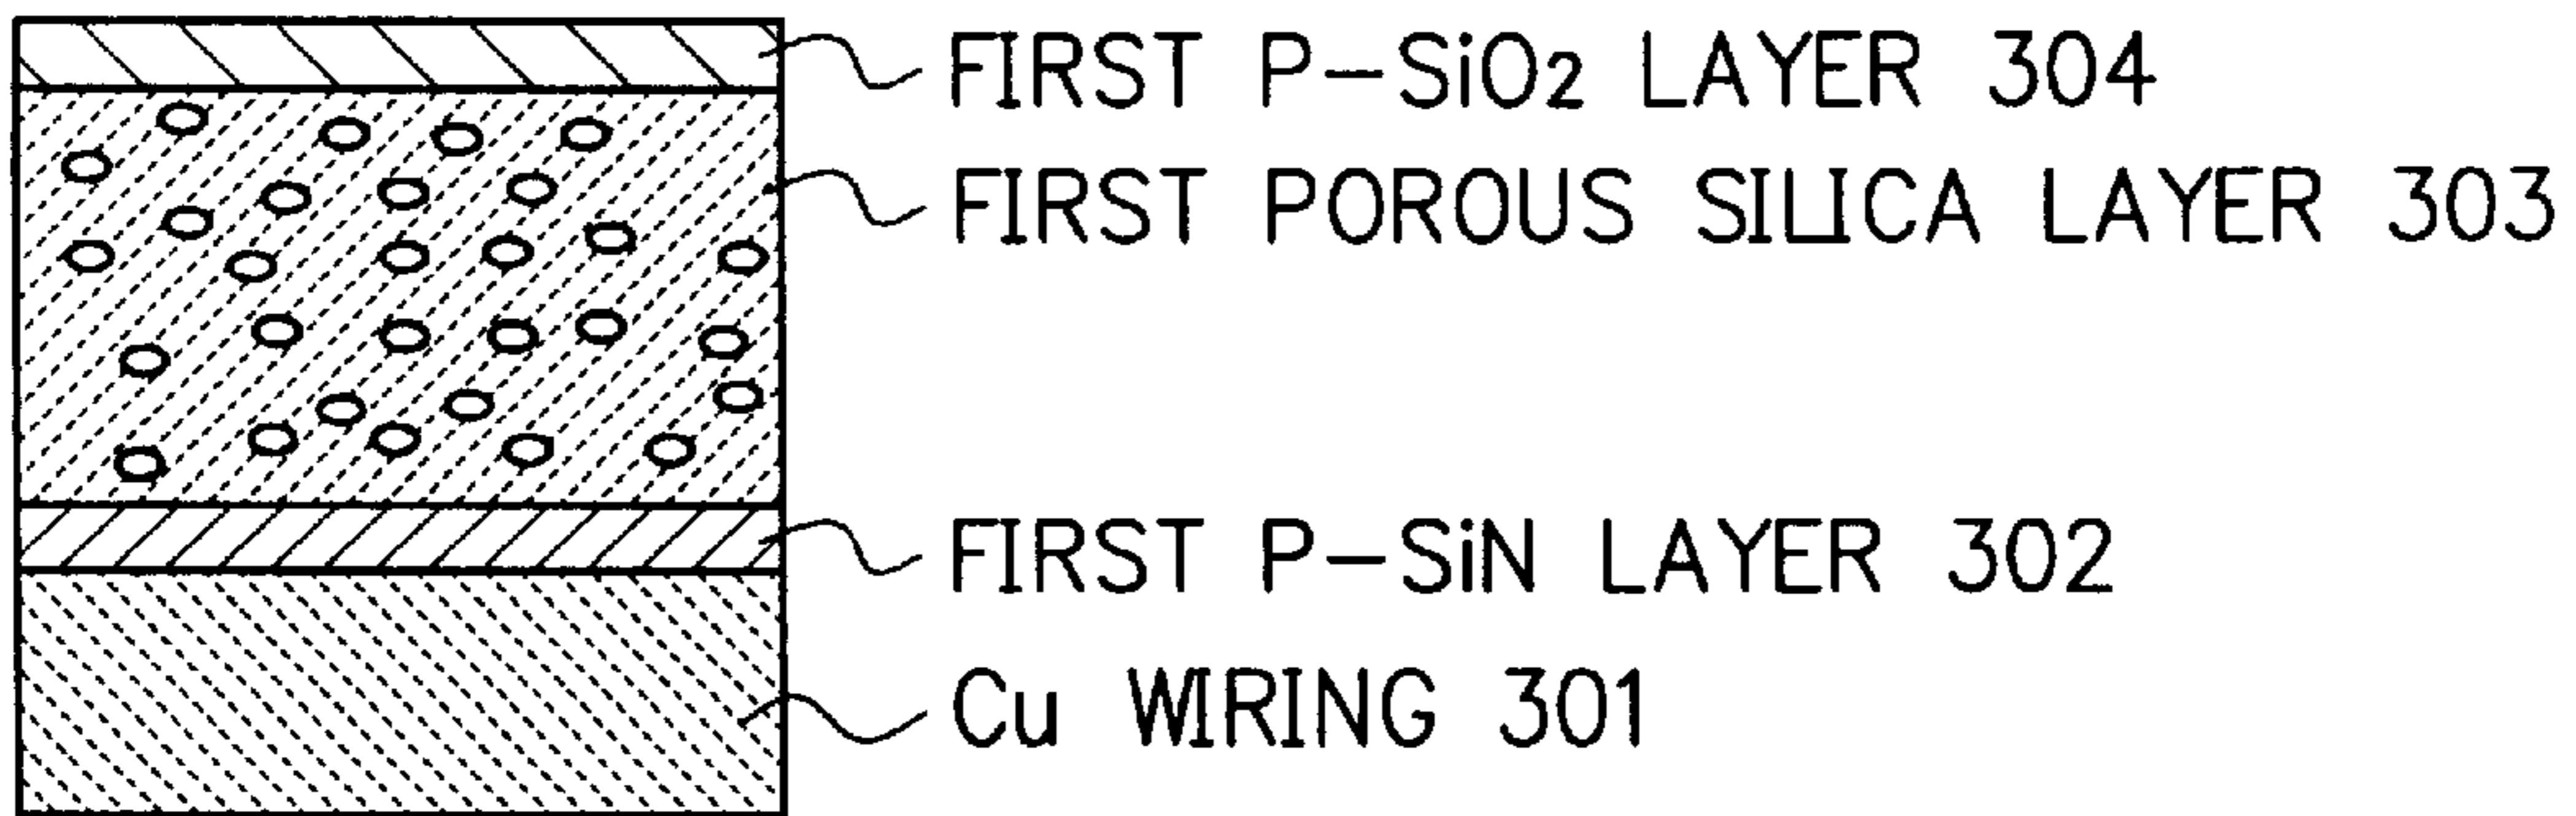 FIRST P-SiO2 LAYER 304
FIRST POROUS SILICA LAYER 303
FIRST P-SiN LAYER 302
Cu WIRING 301